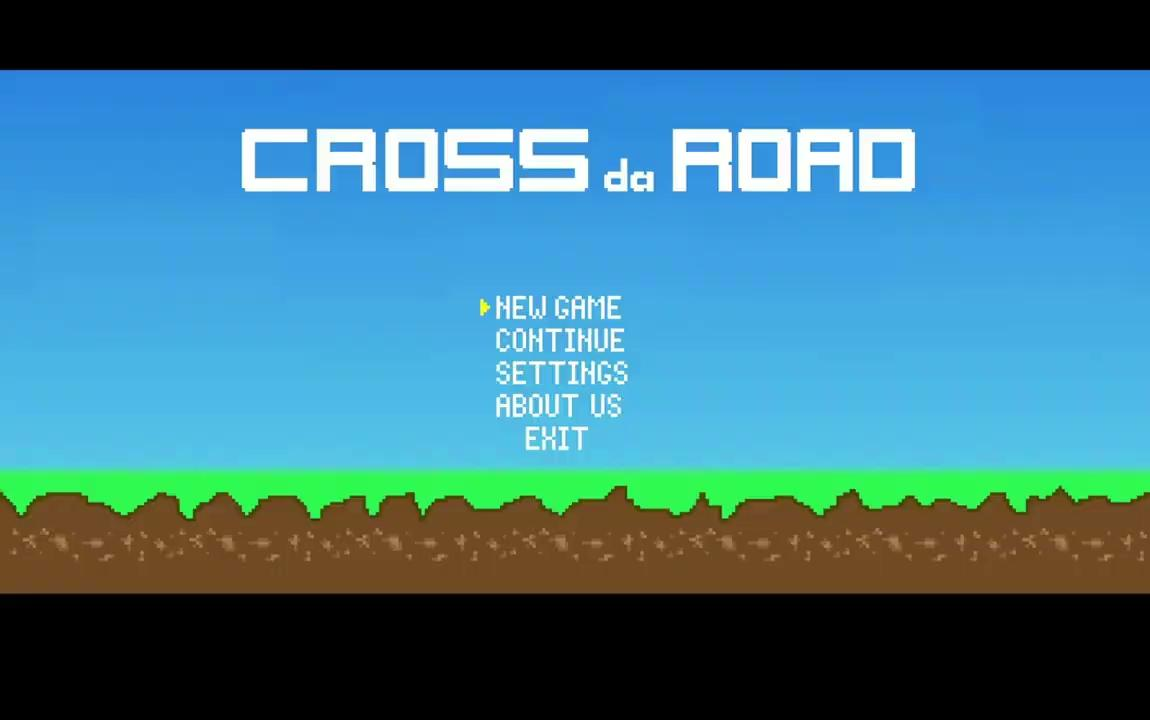 CROSS da ROAD
NEW GAME
CONTINUE
SETTINGS
ABOUT US
EXIT